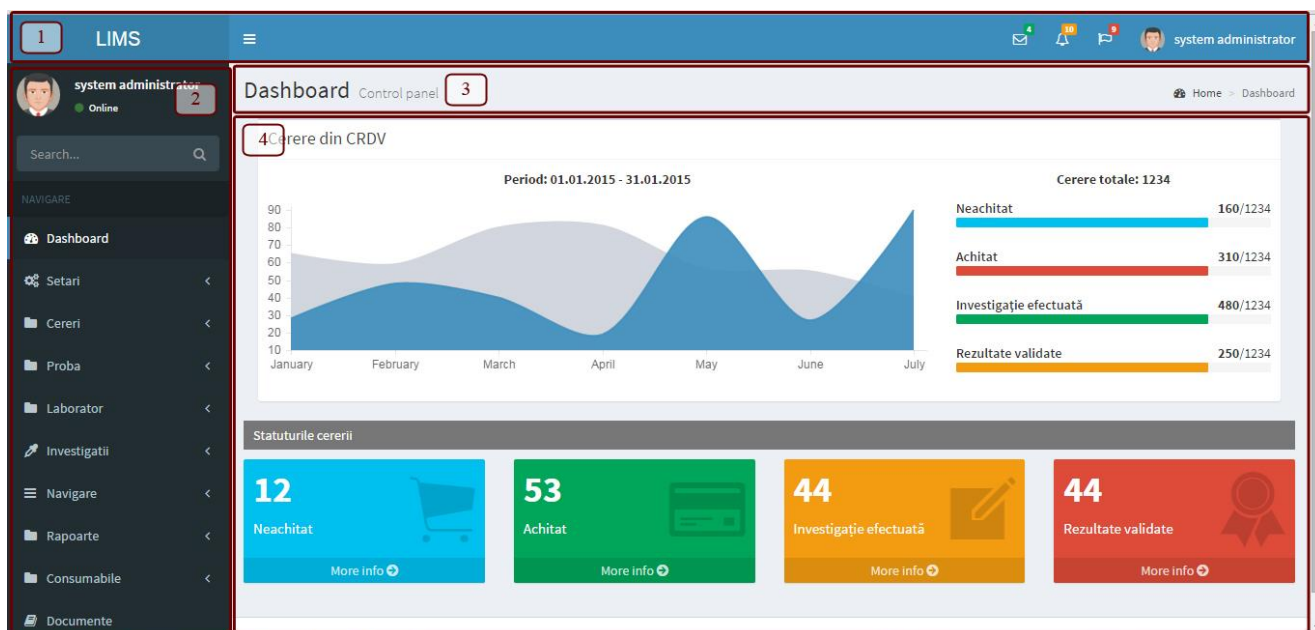 1
LIMS
4
10
9
system administrator
system administrator
Online
2
Search...
NAVIGARE
Dashboard
Setari
Cereri
Proba
Laborator
Investigatii
Navigare
Rapoarte
Consumabile
Documente
Dashboard Control panel
3
Home > Dashboard
4
Cerere din CRDV
Period: 01.01.2015 - 31.01.2015
90
80
70
60
50
40
30
20
10
January February March April May June July
Cerere totale: 1234
Neachitat 160/1234
Achitat 310/1234
Investigație efectuată 480/1234
Rezultate validate 250/1234
Statuturile cererii
12
Neachitat
More info
53
Achitat
More info
44
Investigație efectuată
More info
44
Rezultate validate
More info